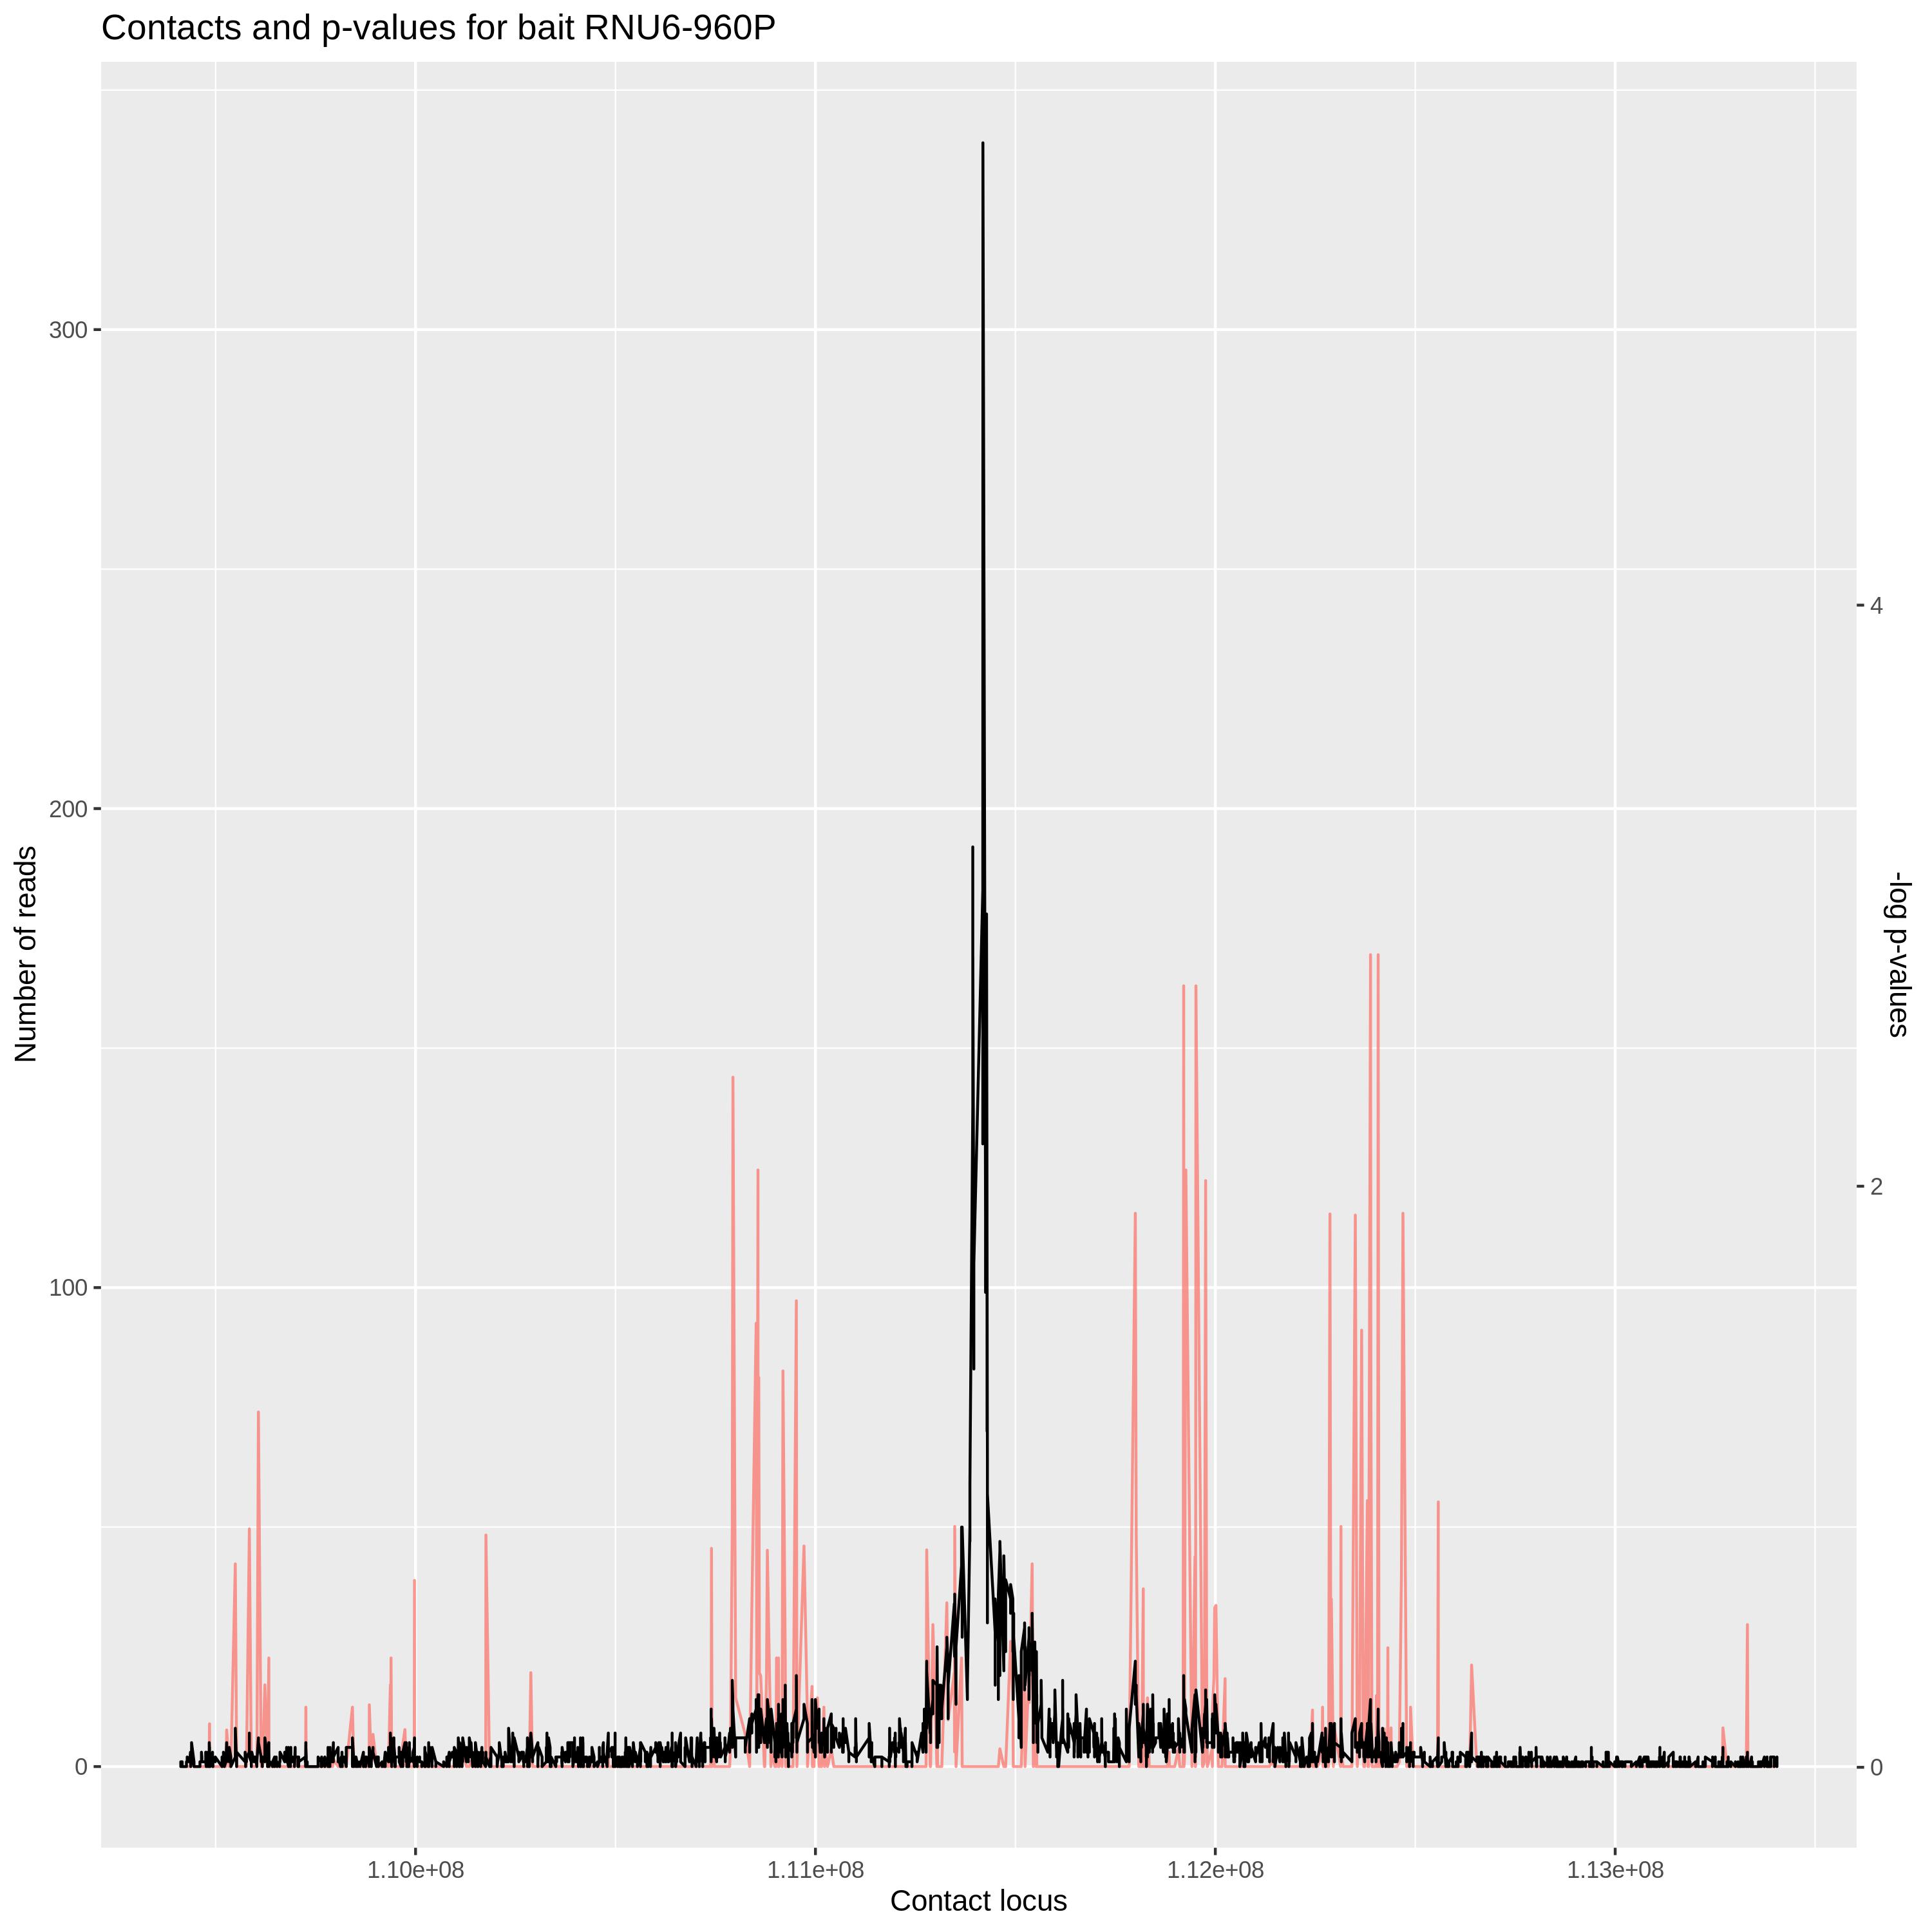 Contacts and p-values for bait RNU6-960P
300
200
100
0
Number of reads
4
2
0
-log p-values
1.10e+08
1.11e+08
1.12e+08
1.13e+08
Contact locus